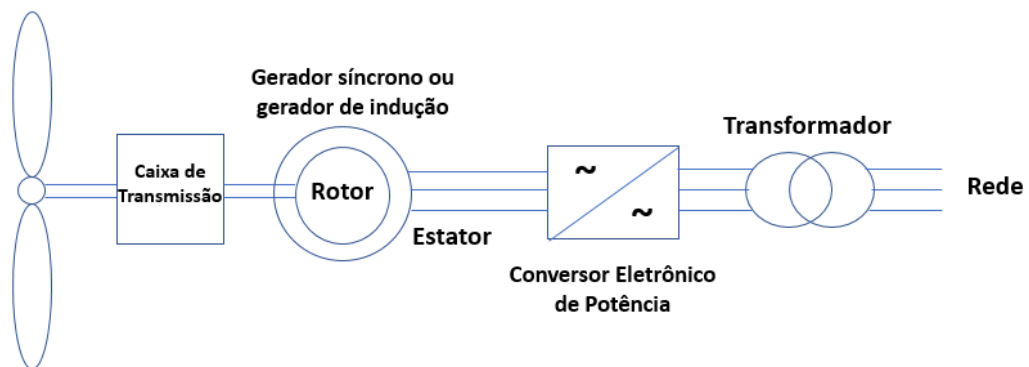 Gerador síncrono ou
gerador de indução
Transformador
Caixa de
Transmissão
Rotor
~
~
Rede
Estator
Conversor Eletrônico
de Potência